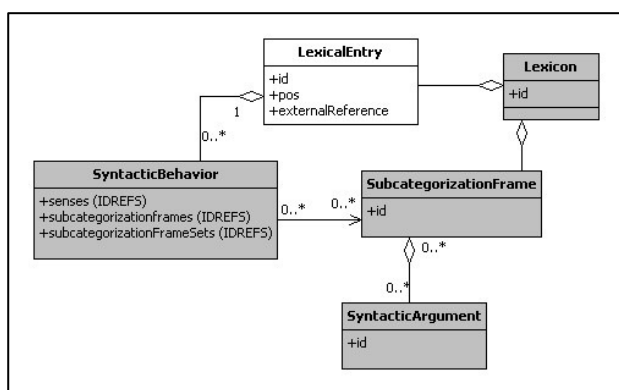 LexicalEntry
+id
+pos
+externalReference
Lexicon
+id
1
0..*
SyntacticBehavior
+senses (IDREFS)
+subcategorizationframes (IDREFS)
+subcategorizationFrameSets (IDREFS)
0..*
0..*
SubcategorizationFrame
+id
0..*
0..*
SyntacticArgument
+id